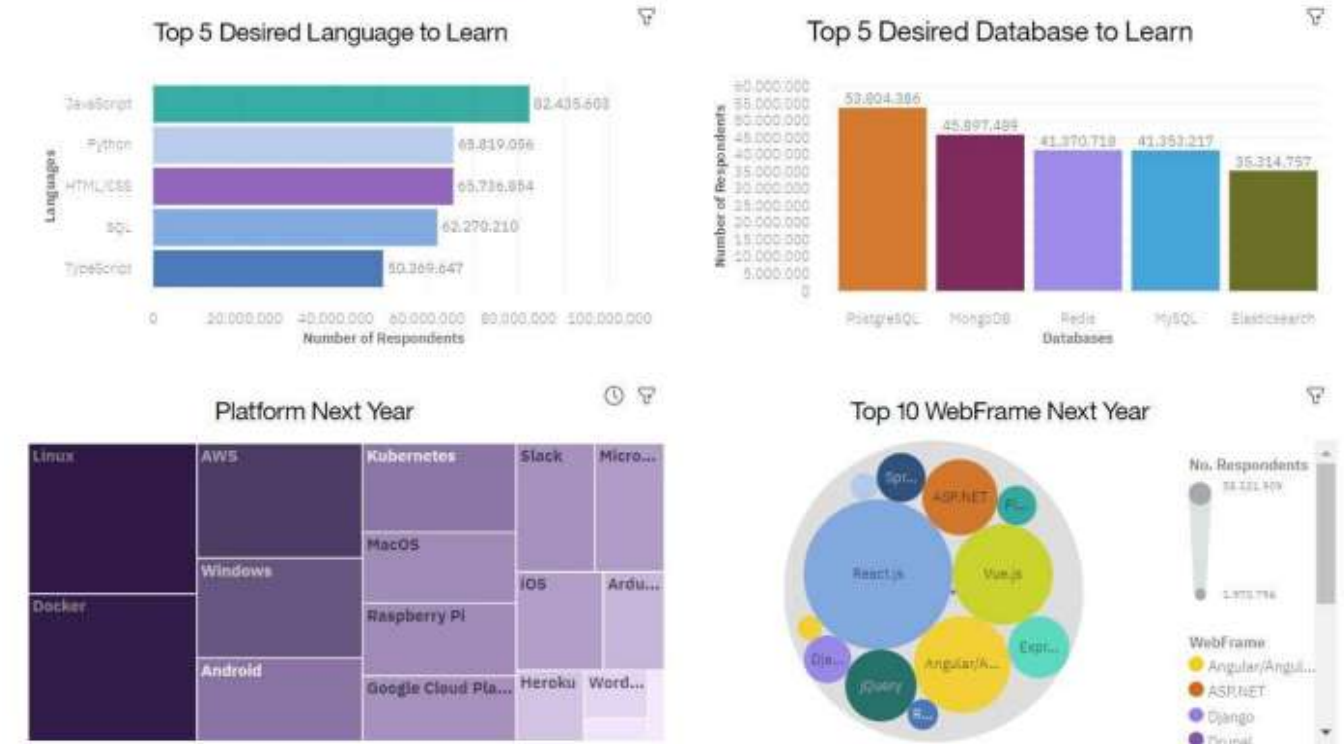 Top 5 Desired Language to Learn
Languages
JavaScript
82.435.603
Python
65.819.056
HTML/CSS
65.736.854
SQL
62.270.210
TypeScript
50.369.647
0 20.000.000 40.000.000 60.000.000 80.000.000 100.000.000
Number of Respondents
Top 5 Desired Database to Learn
Number of Respondents
60.000.000
55.000.000
50.000.000
45.000.000
40.000.000
35.000.000
30.000.000
25.000.000
20.000.000
15.000.000
10.000.000
5.000.000
0
53.804.386
45.897.489
41.370.718
41.353.217
35.314.757
PostgreSQL MongoDB Redis MySQL Elasticsearch
Databases
Platform Next Year
Linux
Docker
AWS
Windows
Android
Kubernetes
MacOS
Raspberry Pi
Google Cloud Pla...
Slack
Micro...
iOS
Ardu...
Heroku
Word...
Top 10 WebFrame Next Year
Spr...
ASP.NET
Fl...
React.js
Vue.js
Dja...
jQuery
Angular/A...
Expr...
R...
No. Respondents
WebFrame
Angular/Angul...
ASP.NET
Django
Drupal